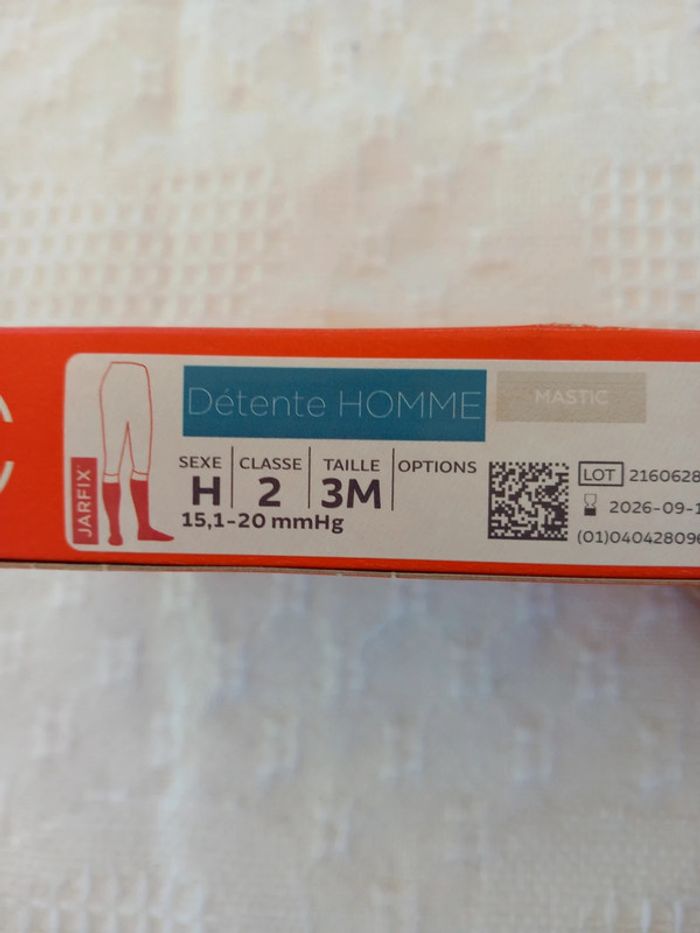 Détente HOMME
MASTIC
JARFIX
SEXE CLASSE TAILLE OPTIONS
H 2 3M
15,1-20 mmHg
LOT 2160628
2026-09-1
(01)040428096